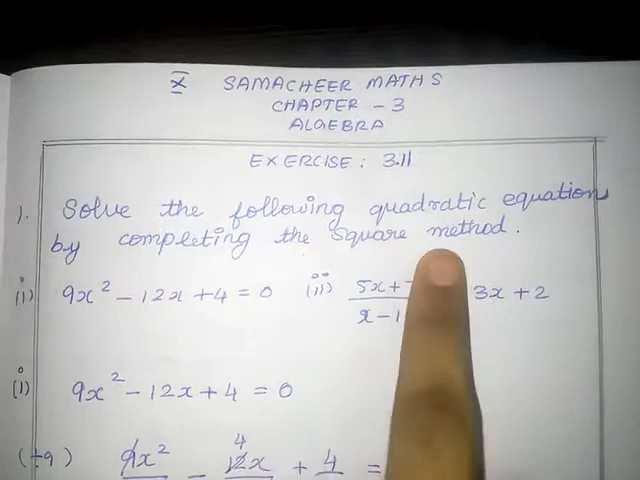 X SAMACHEER MATHS
CHAPTER - 3
ALGEBRA
EXERCISE: 3.11
1. Solve the following quadratic equations
by completing the square method.
(i) 9x² - 12x + 4 = 0 (ii) 5x+ / x-1 3x+2
(i) 9x² - 12x + 4 = 0
(÷9) 9x² - 12x + 4 =
4